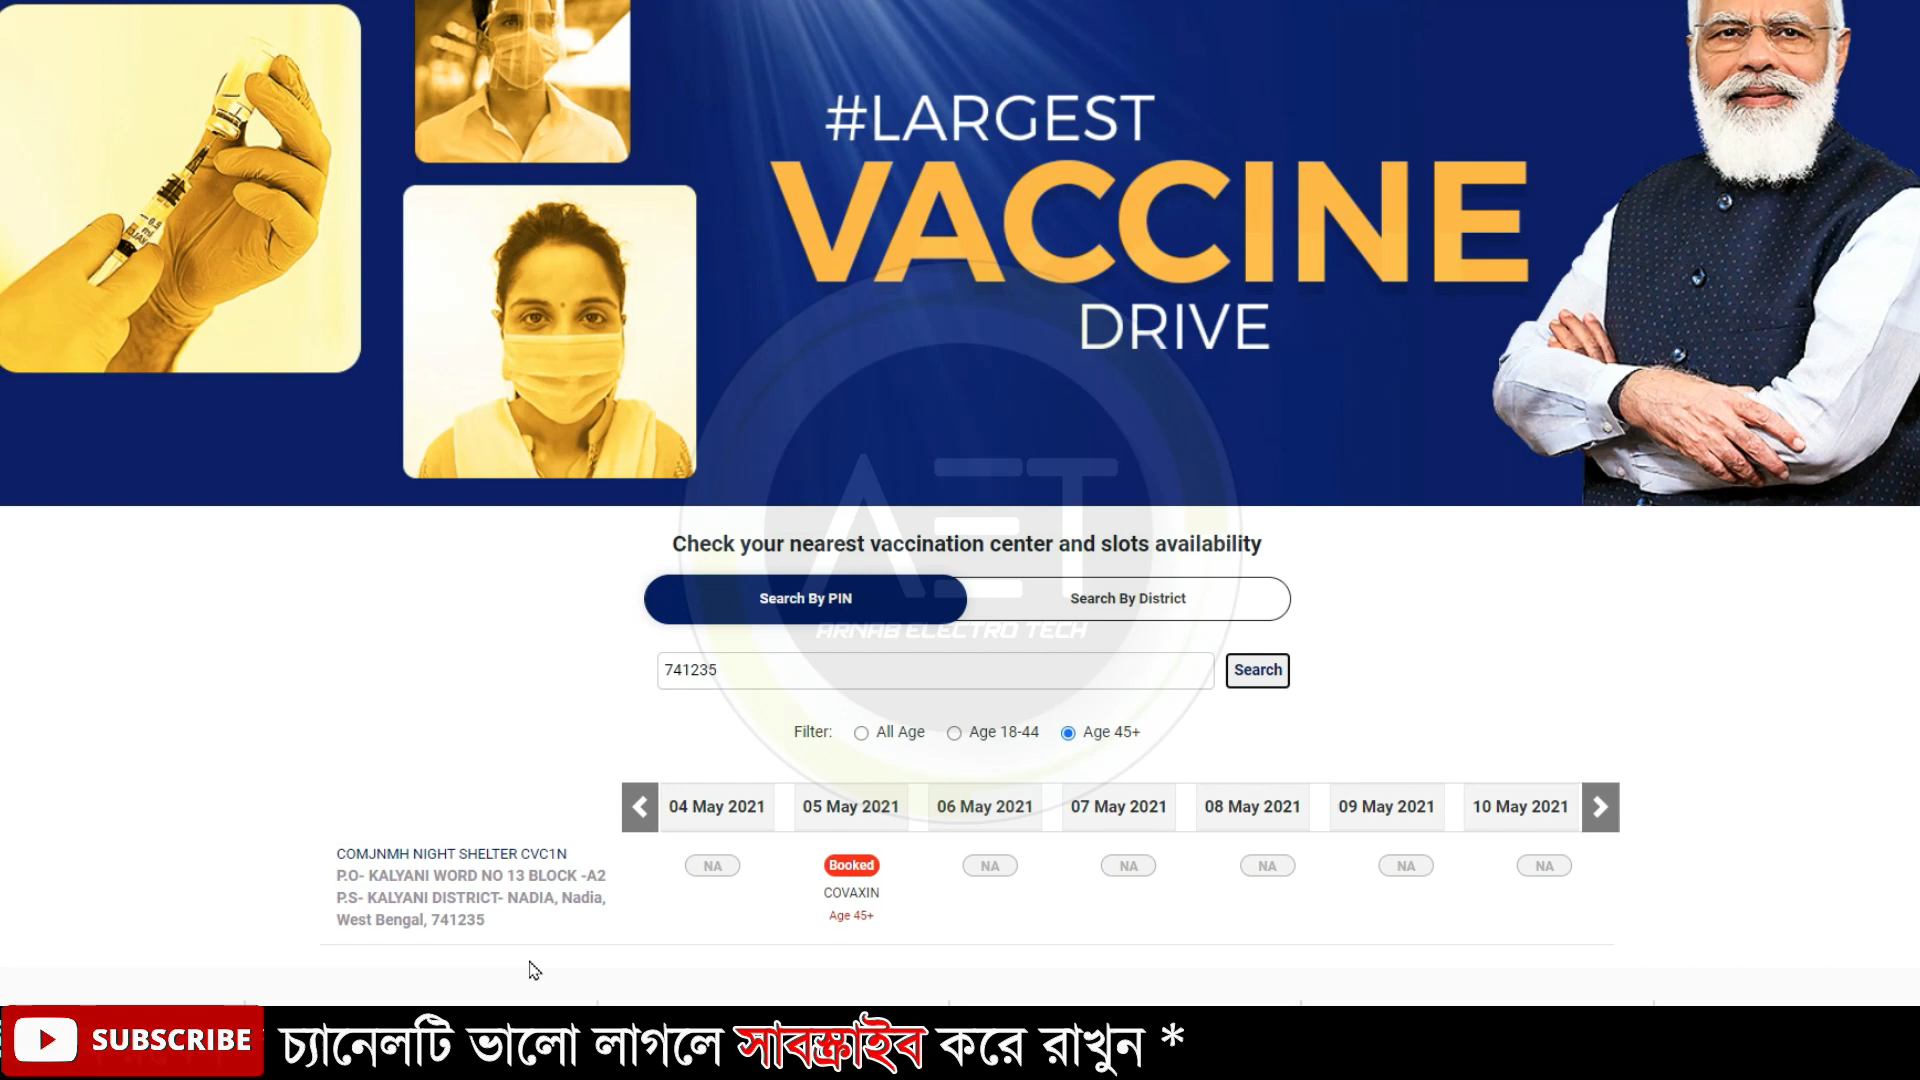 #LARGEST
VACCINE
DRIVE
Check your nearest vaccination center and slots availability
Search By PIN
Search By District
AET
ARNAB ELECTRO TECH
741235
Search
Filter: All Age Age 18-44 Age 45+
04 May 2021 05 May 2021 06 May 2021 07 May 2021 08 May 2021 09 May 2021 10 May 2021
COMJNMH NIGHT SHELTER CVC1N
P.O- KALYANI WORD NO 13 BLOCK -A2
P.S- KALYANI DISTRICT- NADIA, Nadia,
West Bengal, 741235
NA Booked NA NA NA NA NA
COVAXIN
Age 45+
SUBSCRIBE চ্যানেলটি ভালো লাগলে সাবস্ক্রাইব করে রাখুন *